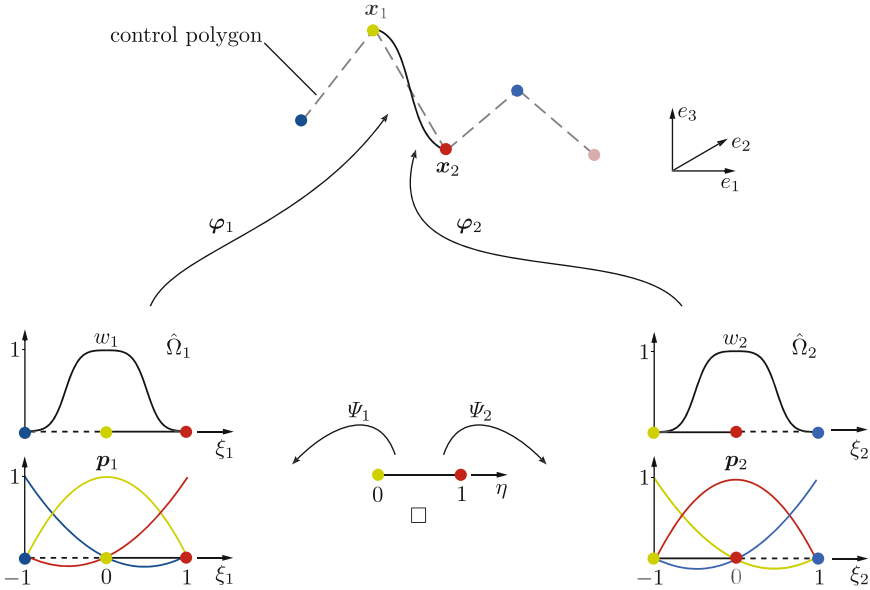 x₁
control polygon
e₃
e₂
x₂
e₁
φ₁
φ₂
w₁
Ω̂₁
w₂
Ω̂₂
1
1
Ψ₁
Ψ₂
ξ₁
ξ₂
p₁
p₂
1
1
0
1
η
−1
0
1
ξ₁
−1
0
1
ξ₂